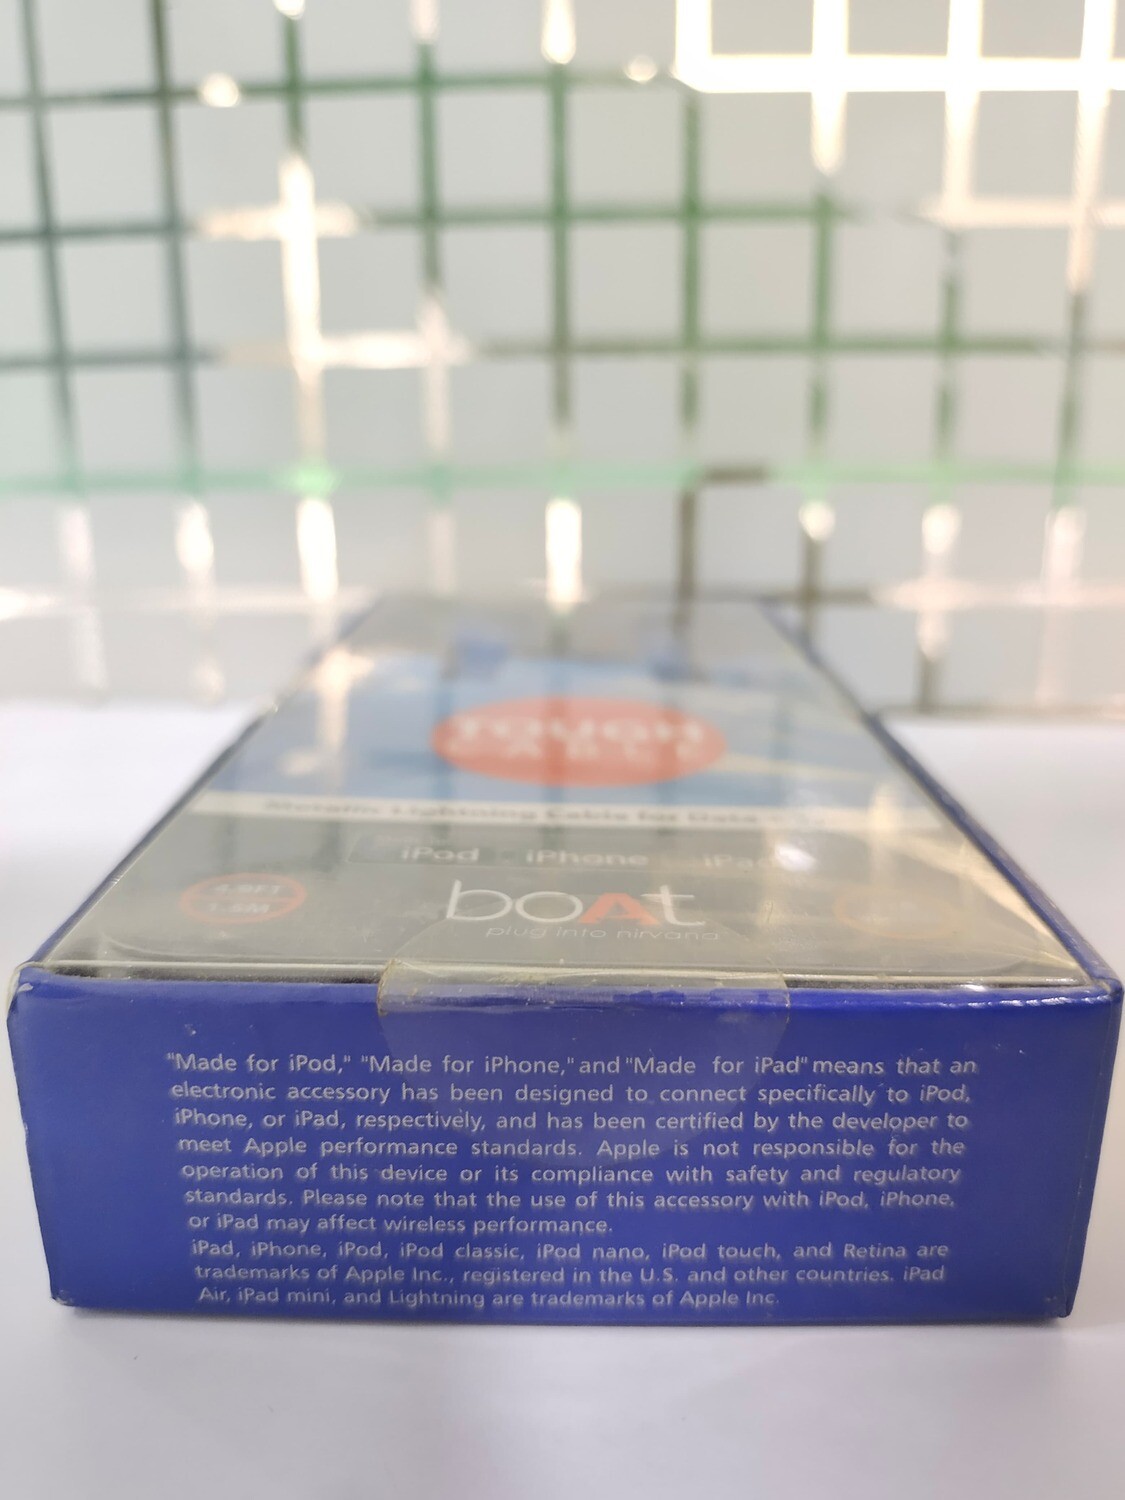 TOUGH
CABLE
Metallic Lightning Cable for Data
iPod iPhone iPad
4.9FT
1.5M
boAt
plug into nirvana
"Made for iPod," "Made for iPhone," and "Made for iPad" means that an
electronic accessory has been designed to connect specifically to iPod,
iPhone, or iPad, respectively, and has been certified by the developer to
meet Apple performance standards. Apple is not responsible for the
operation of this device or its compliance with safety and regulatory
standards. Please note that the use of this accessory with iPod, iPhone,
or iPad may affect wireless performance.
iPad, iPhone, iPod, iPod classic, iPod nano, iPod touch, and Retina are
trademarks of Apple Inc., registered in the U.S. and other countries. iPad
Air, iPad mini, and Lightning are trademarks of Apple Inc.